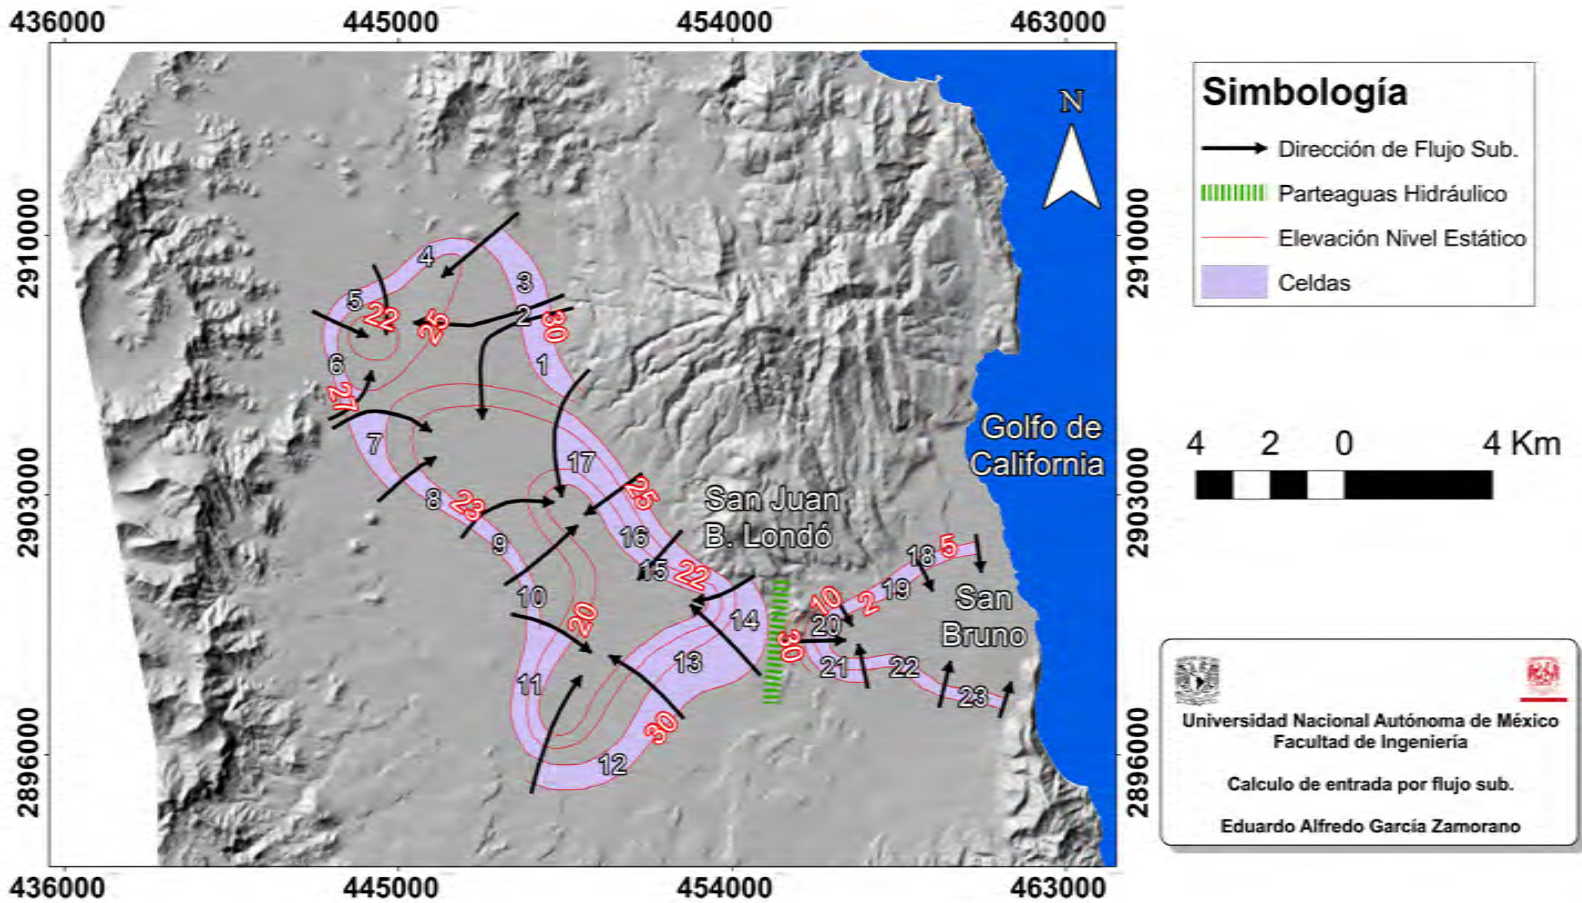 436000 445000 454000 463000
2910000
2903000
2896000
4
3
5
22
25
2
30
1
6
27
7
17
8
23
25
16
9
15
22
10
20
14
13
11
30
12
San Juan
B. Londó
Golfo de
California
18
5
19
2
10
20
30
21
22
23
San
Bruno
N
2910000
2903000
2896000
436000 445000 454000 463000
Simbología
Dirección de Flujo Sub.
Parteaguas Hidráulico
Elevación Nivel Estático
Celdas
4 2 0 4 Km
Universidad Nacional Autónoma de México
Facultad de Ingeniería
Calculo de entrada por flujo sub.
Eduardo Alfredo García Zamorano